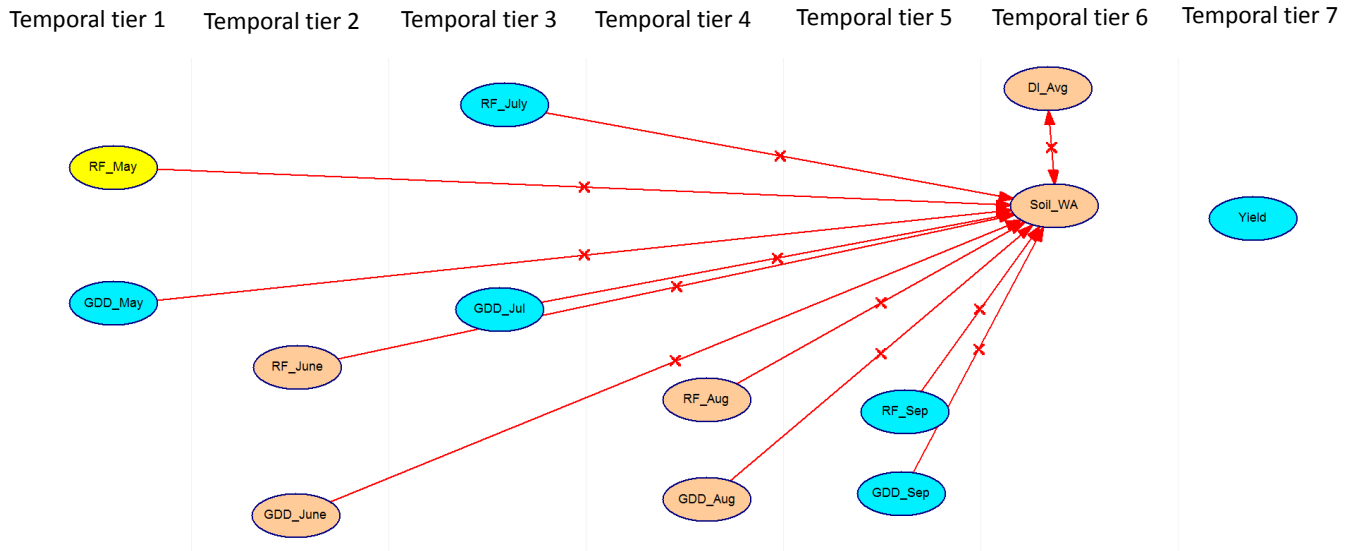 Temporal tier 1 Temporal tier 2 Temporal tier 3 Temporal tier 4 Temporal tier 5 Temporal tier 6 Temporal tier 7
DI_Avg
RF_July
RF_May
Soil_WA
Yield
GDD_May
GDD_Jul
RF_June
RF_Aug
RF_Sep
GDD_Sep
GDD_Aug
GDD_June